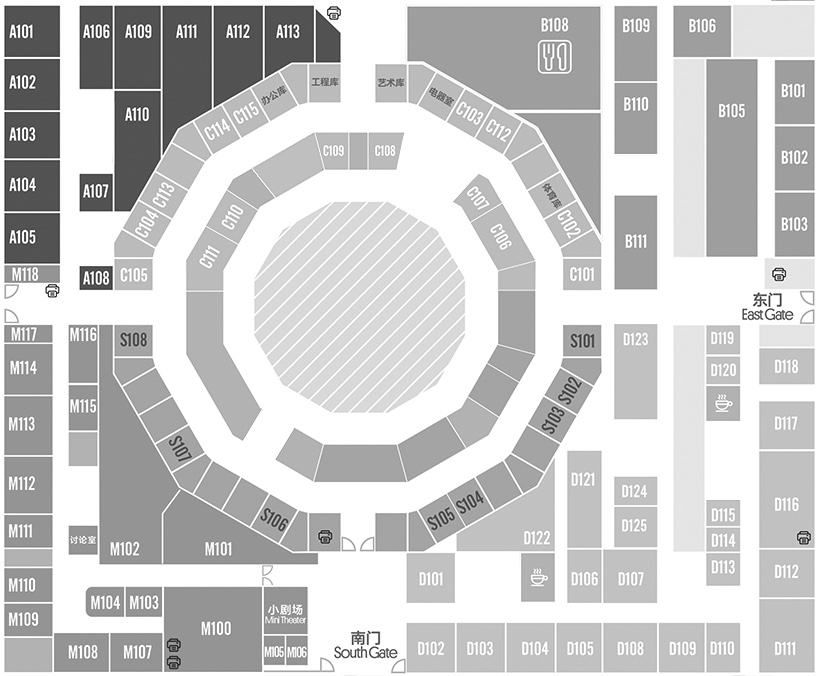 A101
A106
A109
A111
A112
A113
B108
B109
B106
工程库
艺术库
A102
办公库
电器室
B101
B110
B105
A110
C115
C103
A103
C114
C112
C109
C108
B102
A104
A107
C113
C107
体育库
C104
C110
C102
B103
A105
C106
B111
C111
M118
A108
C105
C101
东门
East Gate
M117
M116
S108
S101
D123
D119
M114
D118
D120
S102
M115
M113
S103
D117
S107
M112
D121
D124
D116
S106
S104
S105
D115
M111
D125
讨论室
M102
M101
D122
D114
D113
M110
D101
D106
D107
D112
M104
M103
小剧场
Mini Theater
M109
M100
南门
South Gate
M108
M107
M105
M106
D102
D103
D104
D105
D108
D109
D110
D111